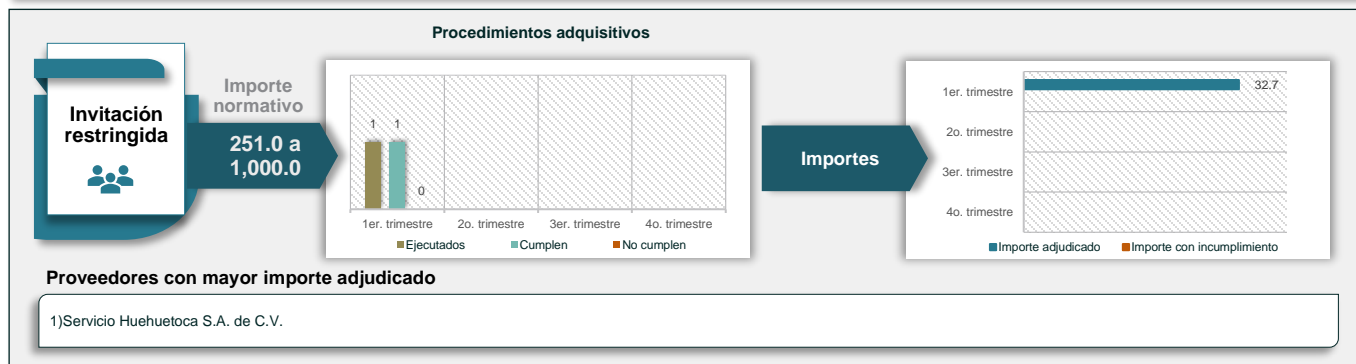 Procedimientos adquisitivos
Invitación
restringida
Importe
normativo
251.0 a
1,000.0
1
1
0
1er. trimestre
2o. trimestre
3er. trimestre
4o. trimestre
Ejecutados
Cumplen
No cumplen
Importes
1er. trimestre
32.7
2o. trimestre
3er. trimestre
4o. trimestre
Importe adjudicado
Importe con incumplimiento
Proveedores con mayor importe adjudicado
1)Servicio Huehuetoca S.A. de C.V.